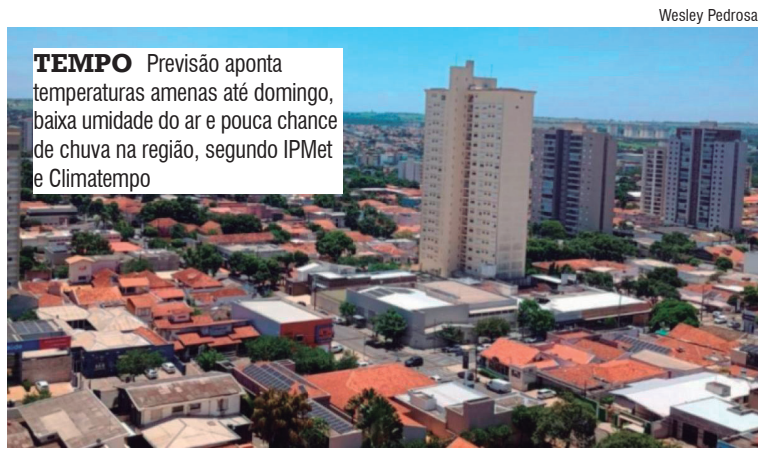 Wesley Pedrosa
TEMPO Previsão aponta
temperaturas amenas até domingo,
baixa umidade do ar e pouca chance
de chuva na região, segundo IPMet
e Climatempo